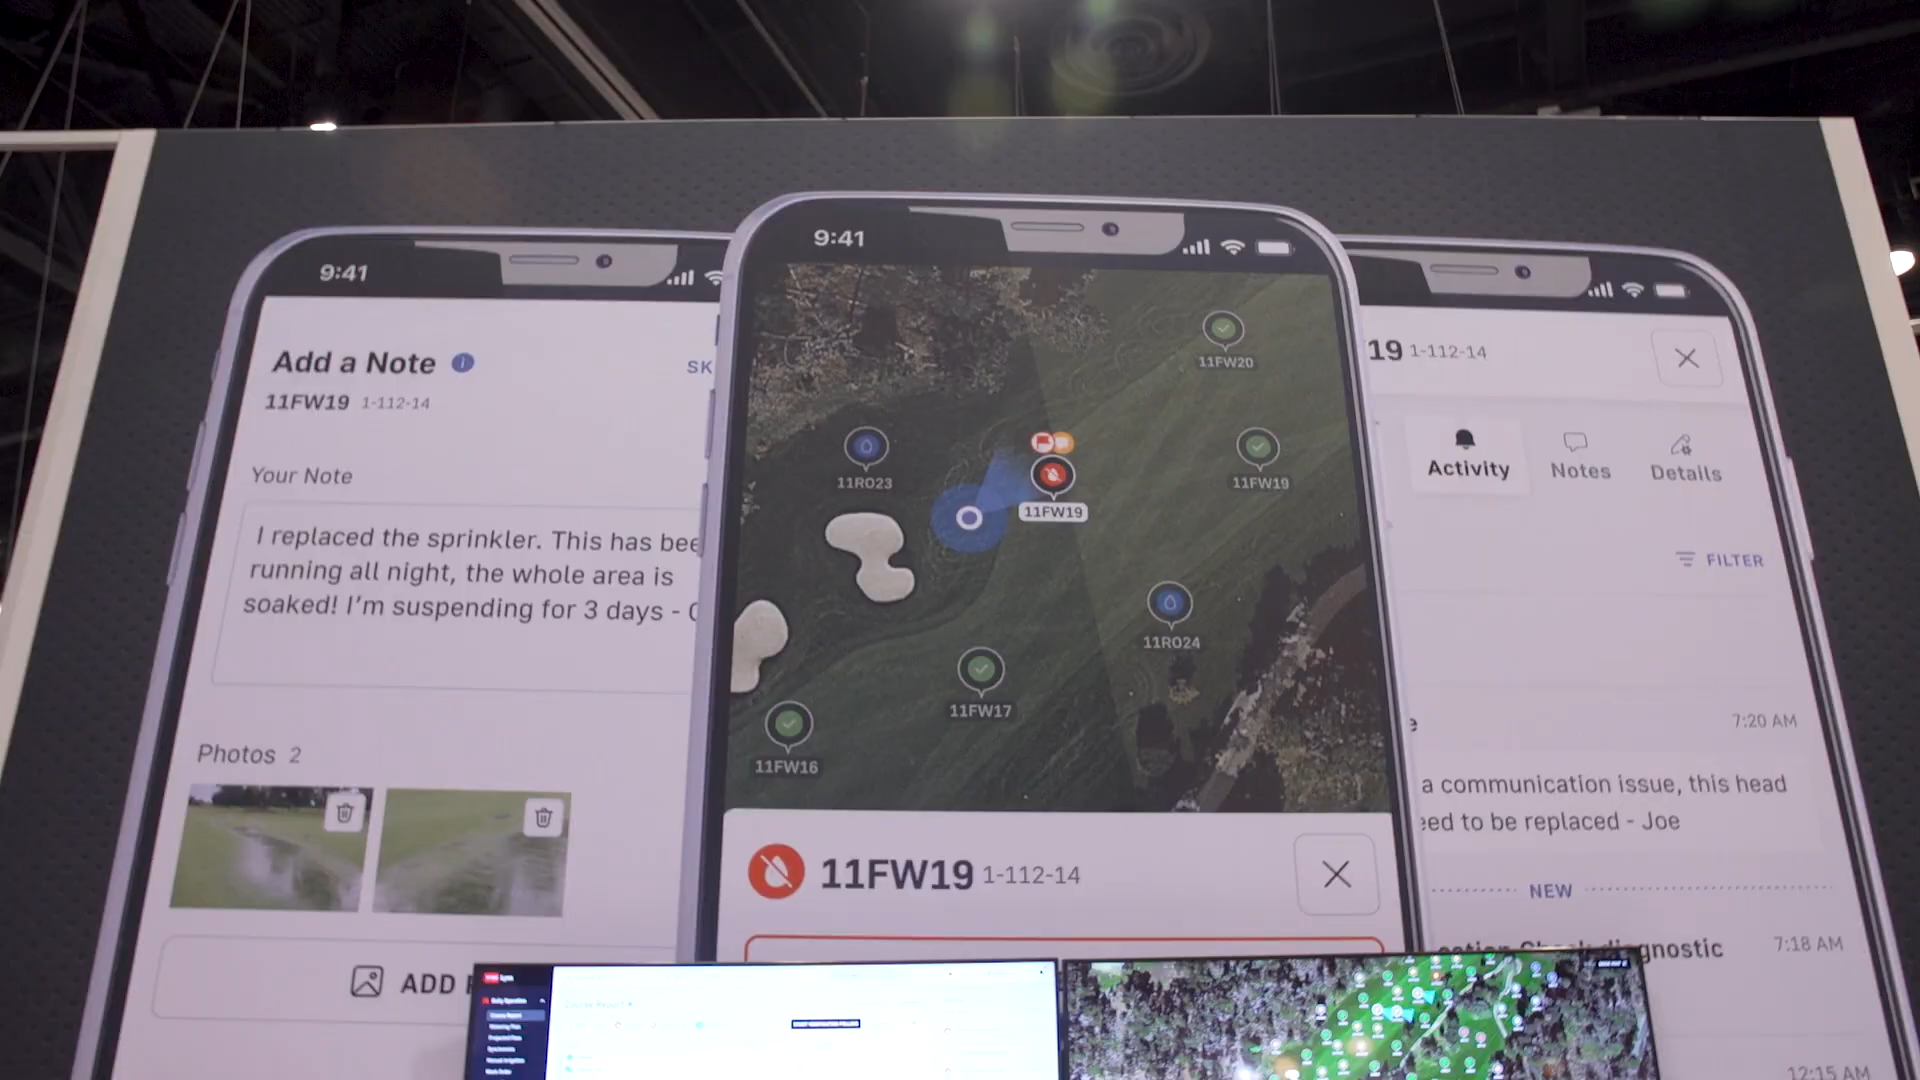 9:41
Add a Note
SK
11FW19 1-112-14
Your Note
I replaced the sprinkler. This has bee
running all night, the whole area is
soaked! I'm suspending for 3 days -
Photos 2
ADD
9:41
11FW20
11RO23
11FW19
11FW19
11RO24
11FW17
11FW16
11FW19 1-112-14
19 1-112-14
Activity
Notes
Details
FILTER
7:20 AM
a communication issue, this head
eed to be replaced - Joe
NEW
gnostic
7:18 AM
12:15 AM